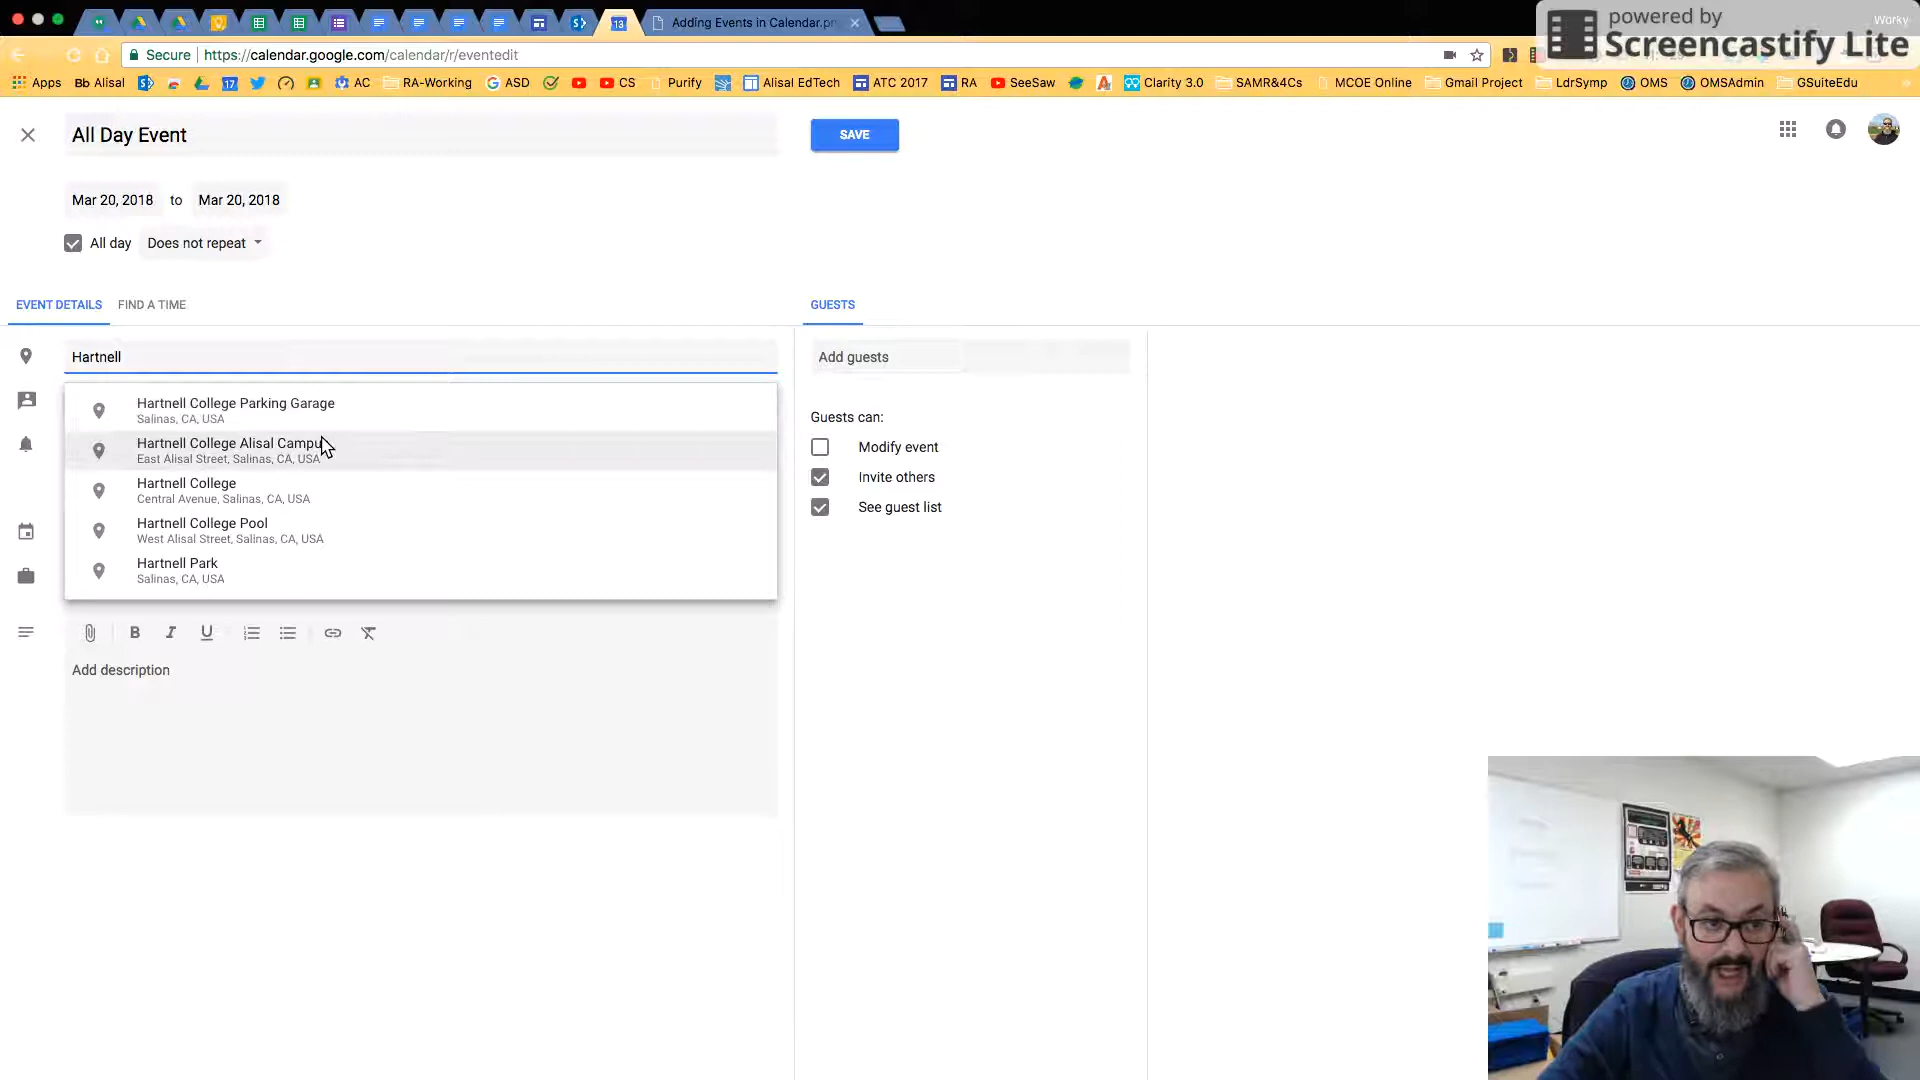 Adding Events in Calendar.pn
powered by
Screencastify Lite
Worky
Secure https://calendar.google.com/calendar/r/eventedit
Apps Bb Alisal 17 AC RA-Working ASD CS Purify Alisal EdTech ATC 2017 RA SeeSaw Clarity 3.0 SAMR&4Cs MCOE Online Gmail Project LdrSymp OMS OMSAdmin GSuiteEdu
All Day Event
SAVE
Mar 20, 2018 to Mar 20, 2018
All day Does not repeat
EVENT DETAILS FIND A TIME
GUESTS
Hartnell
Hartnell College Parking Garage
Salinas, CA, USA
Hartnell College Alisal Campu
East Alisal Street, Salinas, CA, USA
Hartnell College
Central Avenue, Salinas, CA, USA
Hartnell College Pool
West Alisal Street, Salinas, CA, USA
Hartnell Park
Salinas, CA, USA
B I U
Add description
Add guests
Guests can:
Modify event
Invite others
See guest list